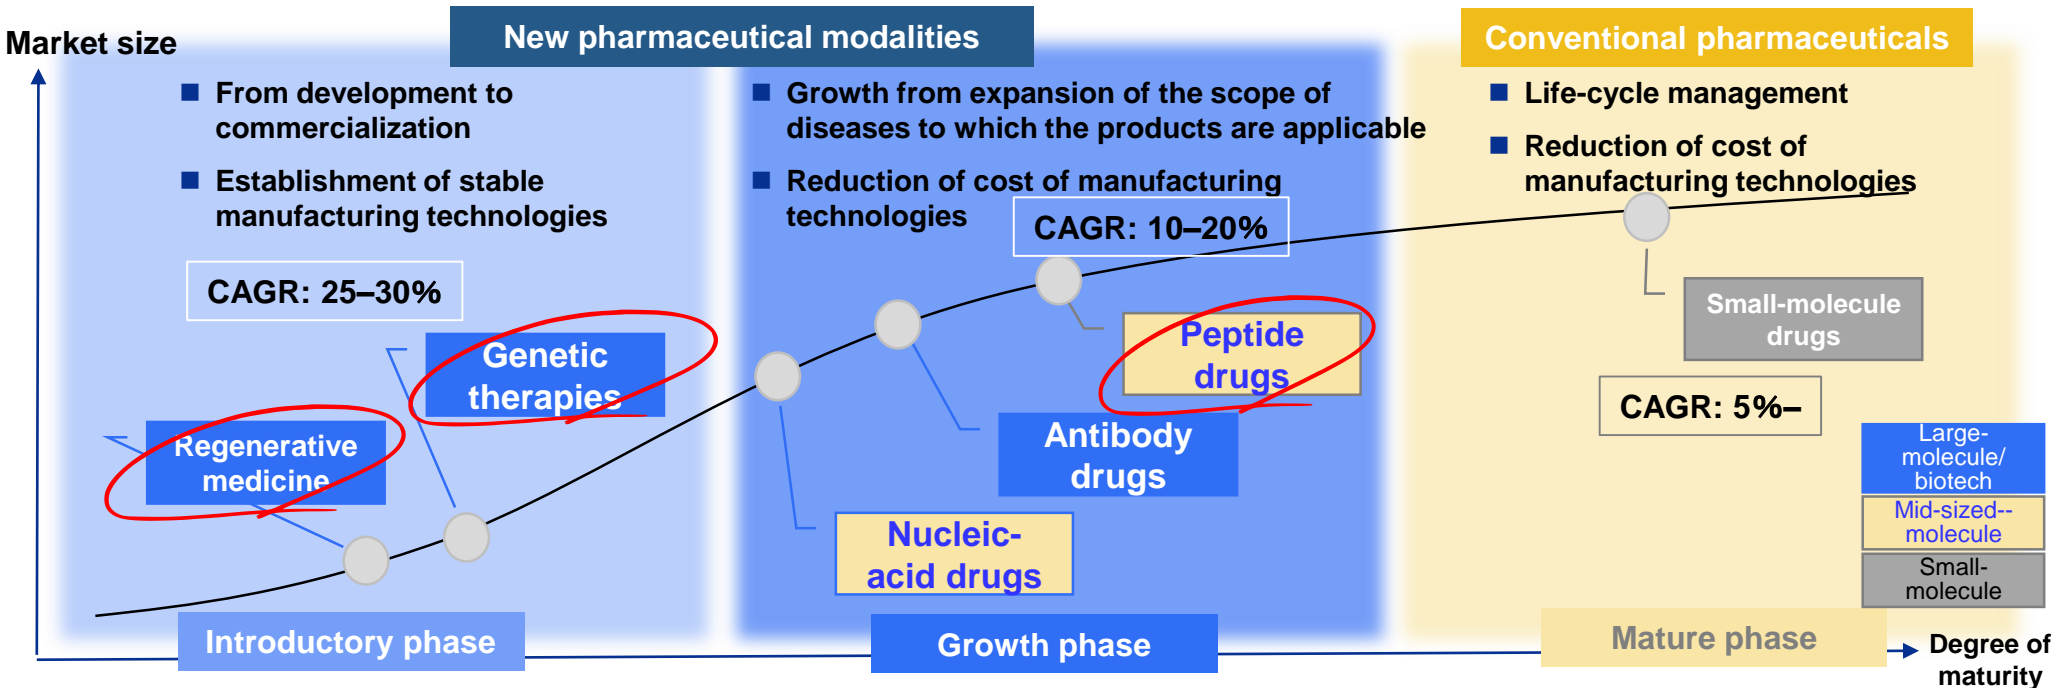 New pharmaceutical modalities
Conventional pharmaceuticals
Market size
From development to
commercialization
Establishment of stable
manufacturing technologies
CAGR: 25–30%
Growth from expansion of the scope of
diseases to which the products are applicable
Reduction of cost of manufacturing
technologies
CAGR: 10–20%
Life-cycle management
Reduction of cost of
manufacturing technologies
Genetic
therapies
Regenerative
medicine
Peptide
drugs
Antibody
drugs
Nucleic-
acid drugs
Small-molecule
drugs
CAGR: 5%–
Large-
molecule/
biotech
Mid-sized--
molecule
Small-
molecule
Introductory phase
Growth phase
Mature phase
Degree of
maturity